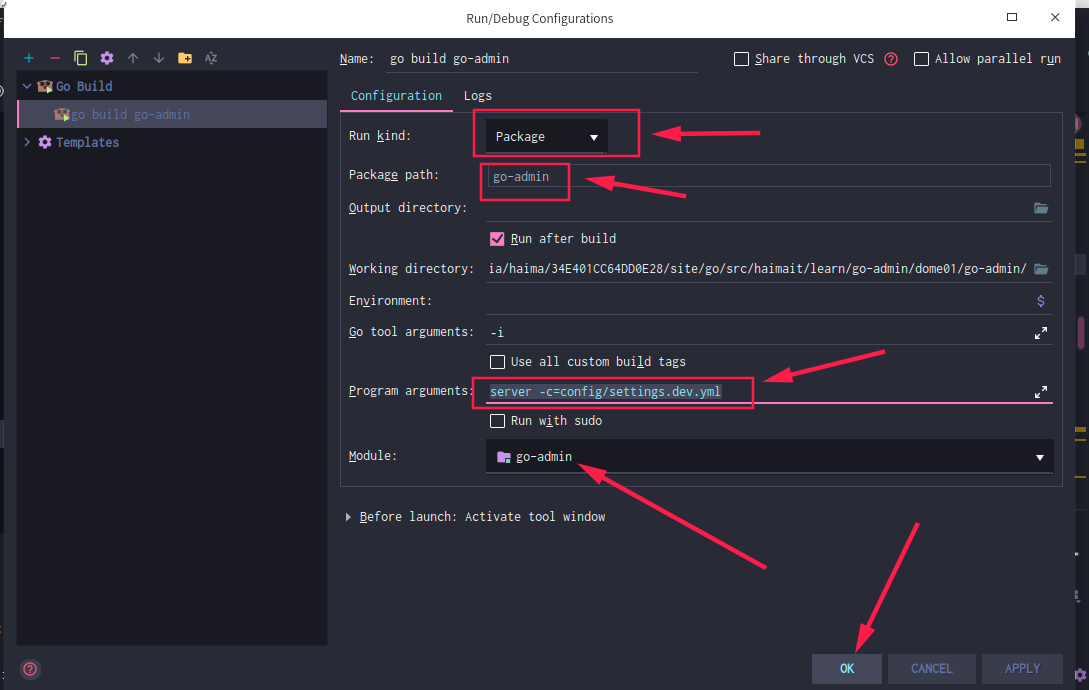 Run/Debug Configurations
Name: go build go-admin
Share through VCS
Allow parallel run
Go Build
go build go-admin
Templates
Configuration Logs
Run kind: Package
Package path: go-admin
Output directory:
Run after build
Working directory: ia/haima/34E401CC64DD0E28/site/go/src/haimait/learn/go-admin/dome01/go-admin/
Environment:
Go tool arguments: -i
Use all custom build tags
Program arguments: server -c=config/settings.dev.yml
Run with sudo
Module: go-admin
Before launch: Activate tool window
OK CANCEL APPLY